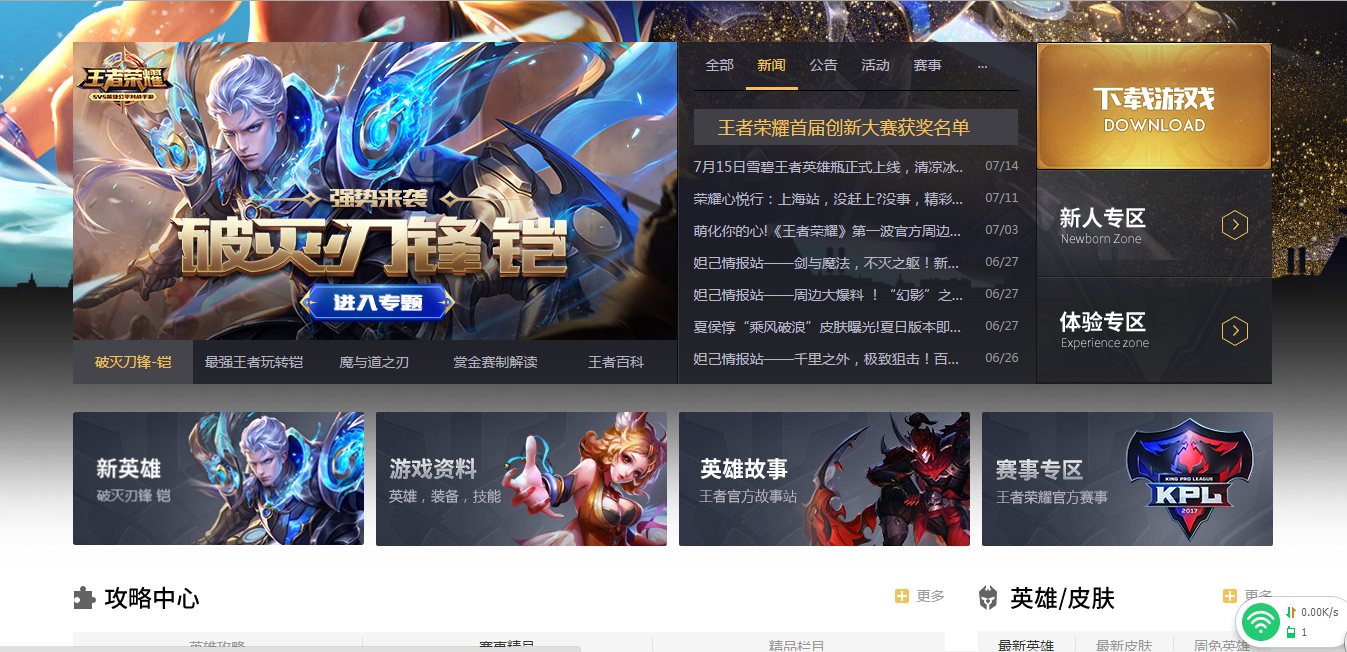 王者荣耀
5V5英雄公平对战手游
强势来袭
破灭刃锋 铠
进入专题
破灭刃锋-铠
最强王者玩转铠
魔与道之刃
赏金赛制解读
王者百科
全部
新闻
公告
活动
赛事
...
王者荣耀首届创新大赛获奖名单
7月15日雪碧王者英雄瓶正式上线，清凉冰... 07/14
荣耀心悦行：上海站，没赶上?没事，精彩... 07/11
萌化你的心!《王者荣耀》第一波官方周边... 07/03
妲己情报站——剑与魔法，不灭之躯！新... 06/27
妲己情报站——周边大爆料 ！“幻影”之... 06/27
夏侯惇“乘风破浪”皮肤曝光!夏日版本即... 06/27
妲己情报站——千里之外，极致狙击！百... 06/26
下载游戏
DOWNLOAD
新人专区
Newborn Zone
体验专区
Experience zone
新英雄
破灭刃锋 铠
游戏资料
英雄，装备，技能
英雄故事
王者官方故事站
赛事专区
王者荣耀官方赛事
KING PRO LEAGUE
KPL
2017
攻略中心
更多
英雄/皮肤
更多
英雄攻略
赛事精品
精品栏目
最新英雄
最新皮肤
周免英雄
0.00K/s
1